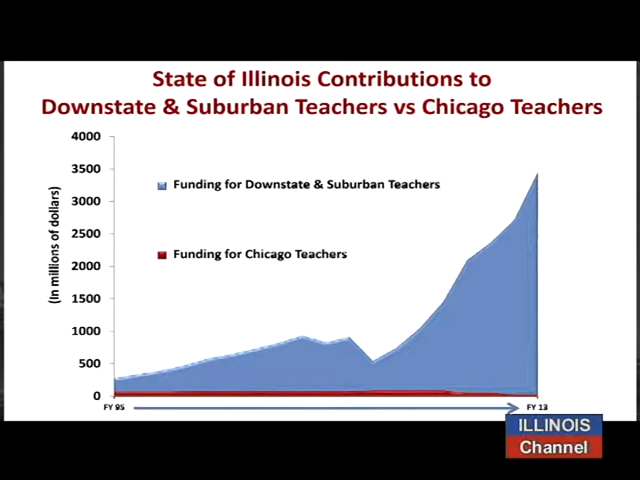 State of Illinois Contributions to
Downstate & Suburban Teachers vs Chicago Teachers
4000
3500
3000
2500
2000
1500
1000
500
0
(In millions of dollars)
Funding for Downstate & Suburban Teachers
Funding for Chicago Teachers
FY 95
FY 13
ILLINOIS
Channel